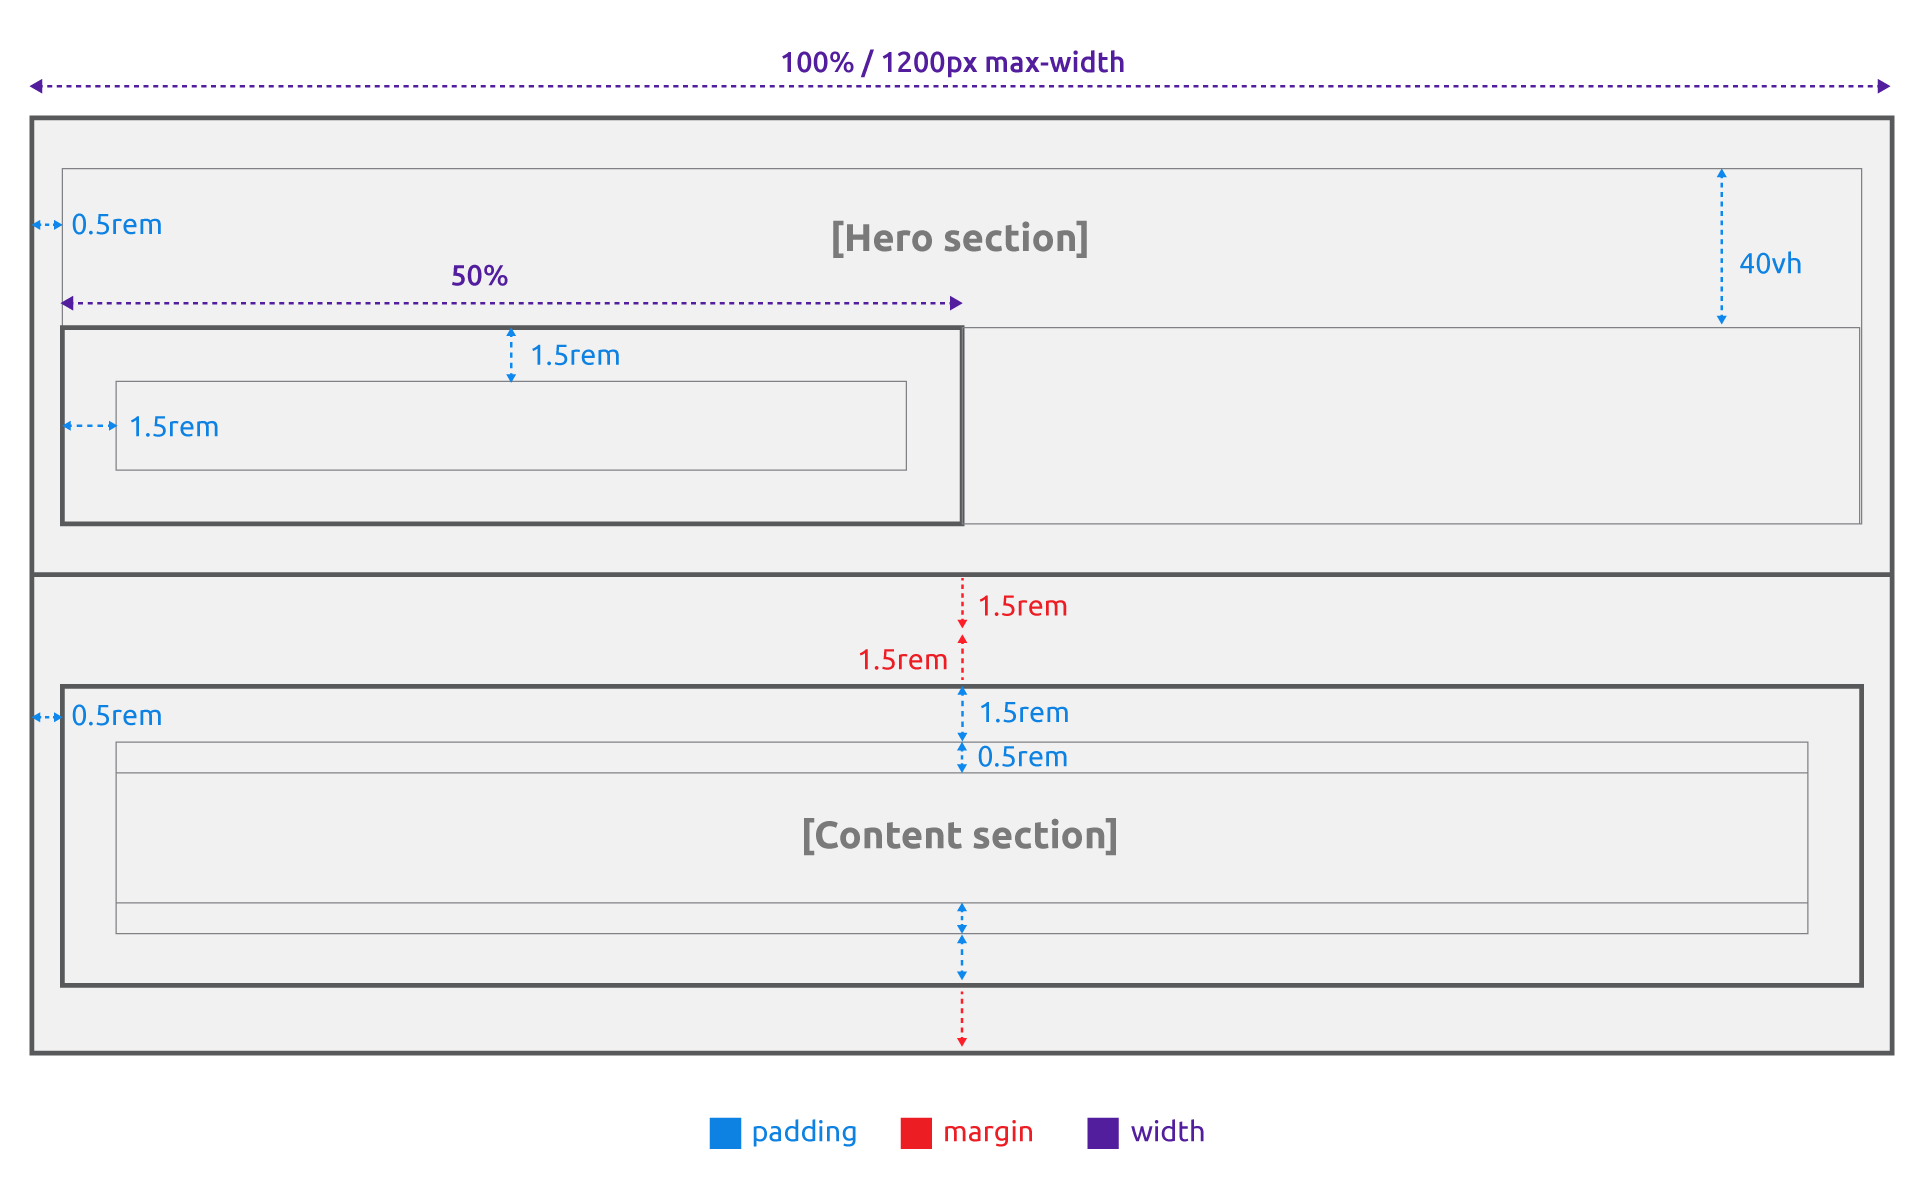 100% / 1200px max-width
0.5rem
[Hero section]
40vh
50%
1.5rem
1.5rem
1.5rem
1.5rem
0.5rem
1.5rem
0.5rem
[Content section]
padding
margin
width